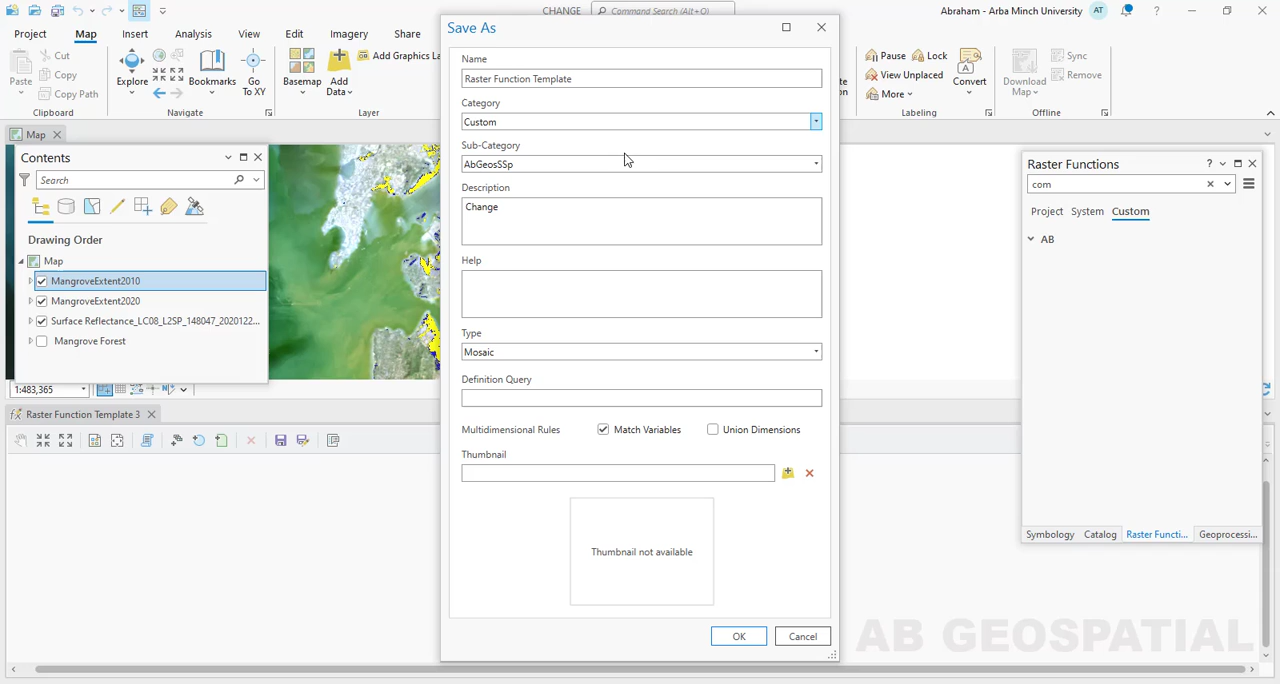 CHANGE
Command Search (Alt+Q)
Abraham - Arba Minch University
AT
?
Project
Map
Insert
Analysis
View
Edit
Imagery
Share
Paste
Cut
Copy
Copy Path
Clipboard
Explore
Bookmarks
Go To XY
Navigate
Basemap
Add Data
Add Graphics La
Layer
Pause
Lock
View Unplaced
More
Convert
Labeling
Download Map
Sync
Remove
Offline
Map
Contents
Search
Drawing Order
Map
MangroveExtent2010
MangroveExtent2020
Surface Reflectance_LC08_L2SP_148047_2020122...
Mangrove Forest
1:483,365
Raster Function Template 3
Save As
Name
Raster Function Template
Category
Custom
Sub-Category
AbGeosSSp
Description
Change
Help
Type
Mosaic
Definition Query
Multidimensional Rules
Match Variables
Union Dimensions
Thumbnail
Thumbnail not available
OK
Cancel
Raster Functions
?
com
Project
System
Custom
AB
Symbology
Catalog
Raster Functi...
Geoprocessi...
AB GEOSPATIAL